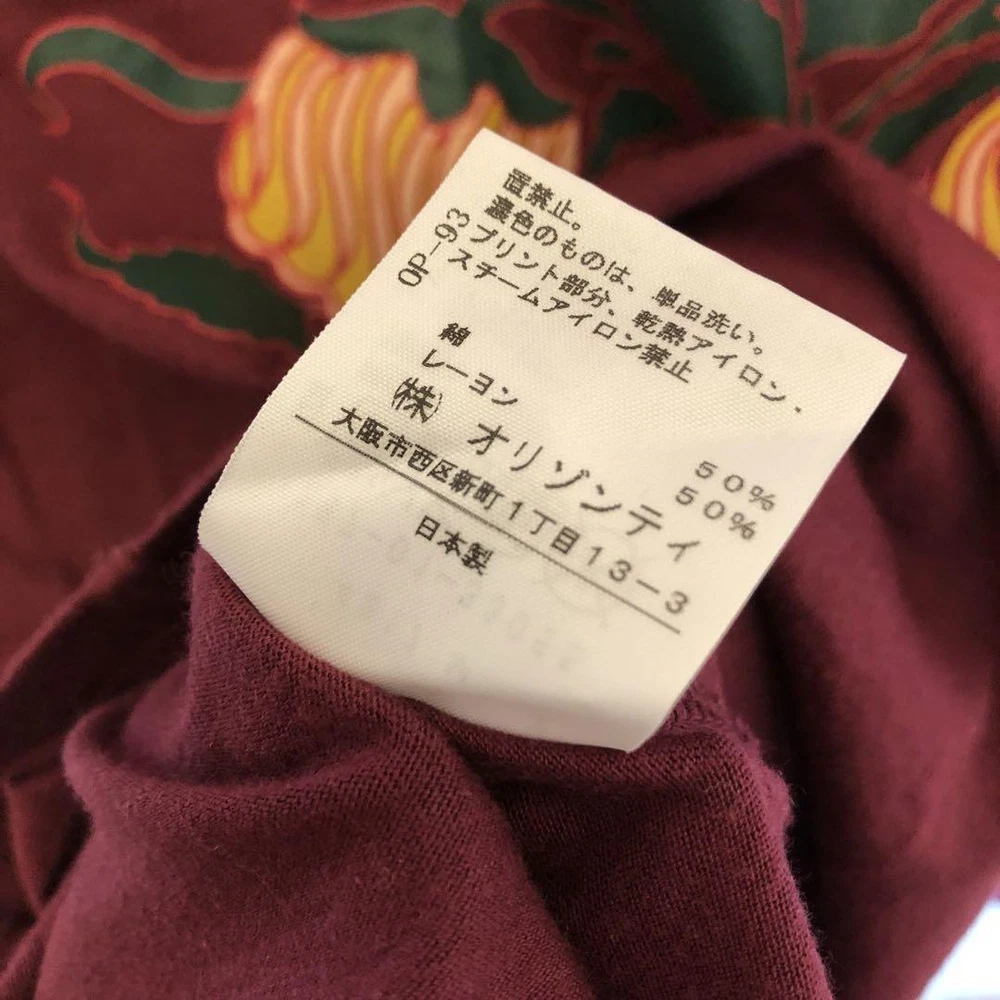 置禁止。
濃色のものは、単品洗い。
プリント部分、乾熱アイロン・
スチームアイロン禁止
OP-93
綿 50%
レーヨン 50%
㈱ オリゾンティ
大阪市西区新町1丁目13-3
日本製